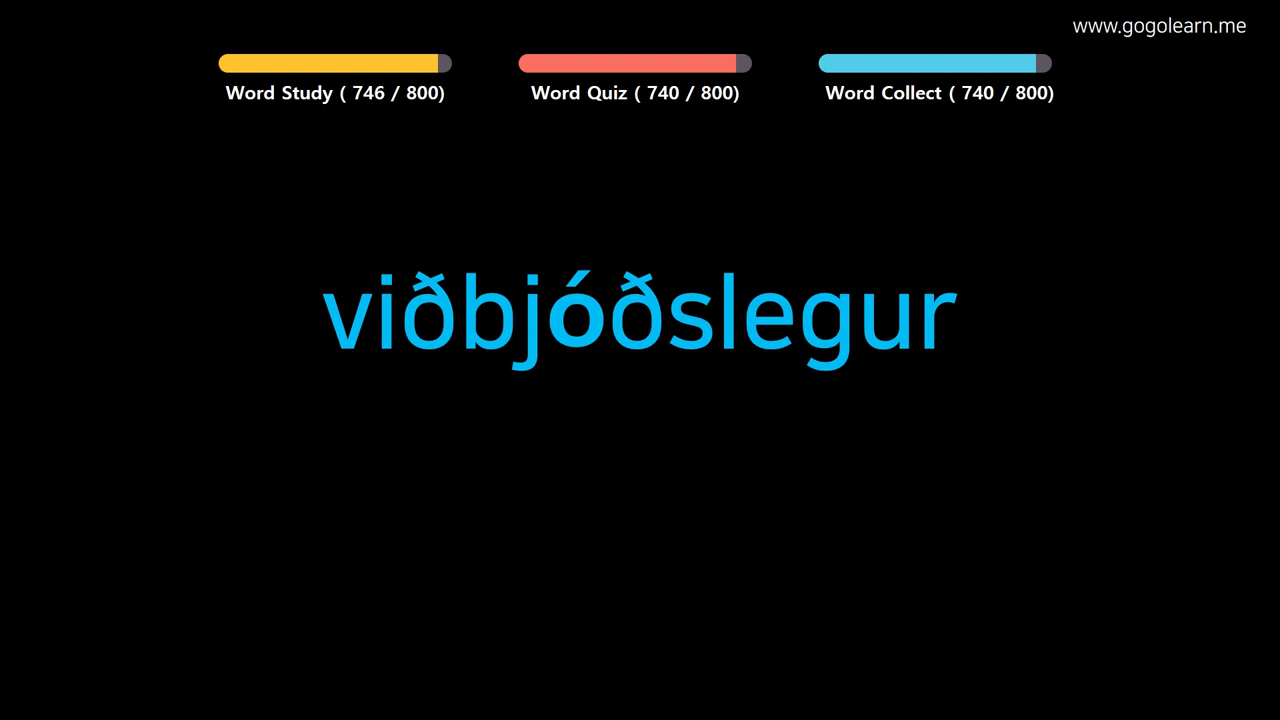 www.gogolearn.me
Word Study ( 746 / 800)
Word Quiz ( 740 / 800)
Word Collect ( 740 / 800)
viðbjóðslegur